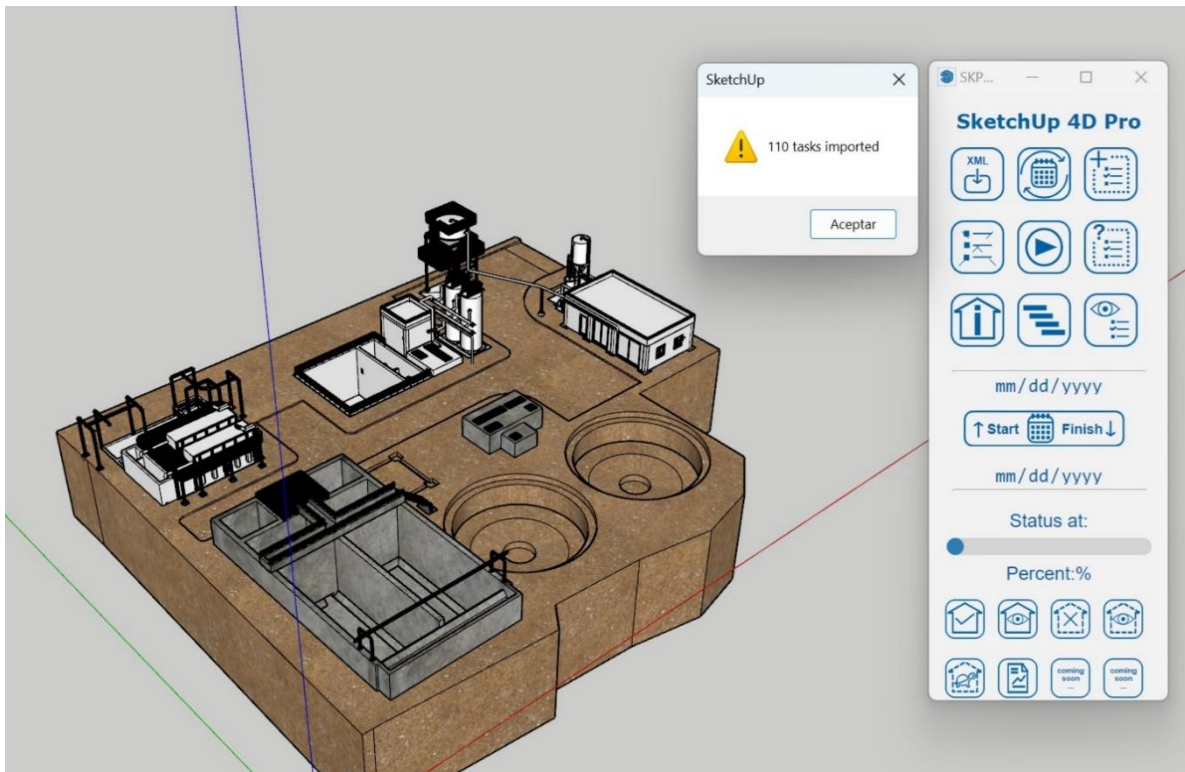 SketchUp
110 tasks imported
Aceptar
SKP...
SketchUp 4D Pro
XML
?
i
mm/dd/yyyy
↑ Start Finish ↓
mm/dd/yyyy
Status at:
Percent:%
coming
soon
...
coming
soon
...